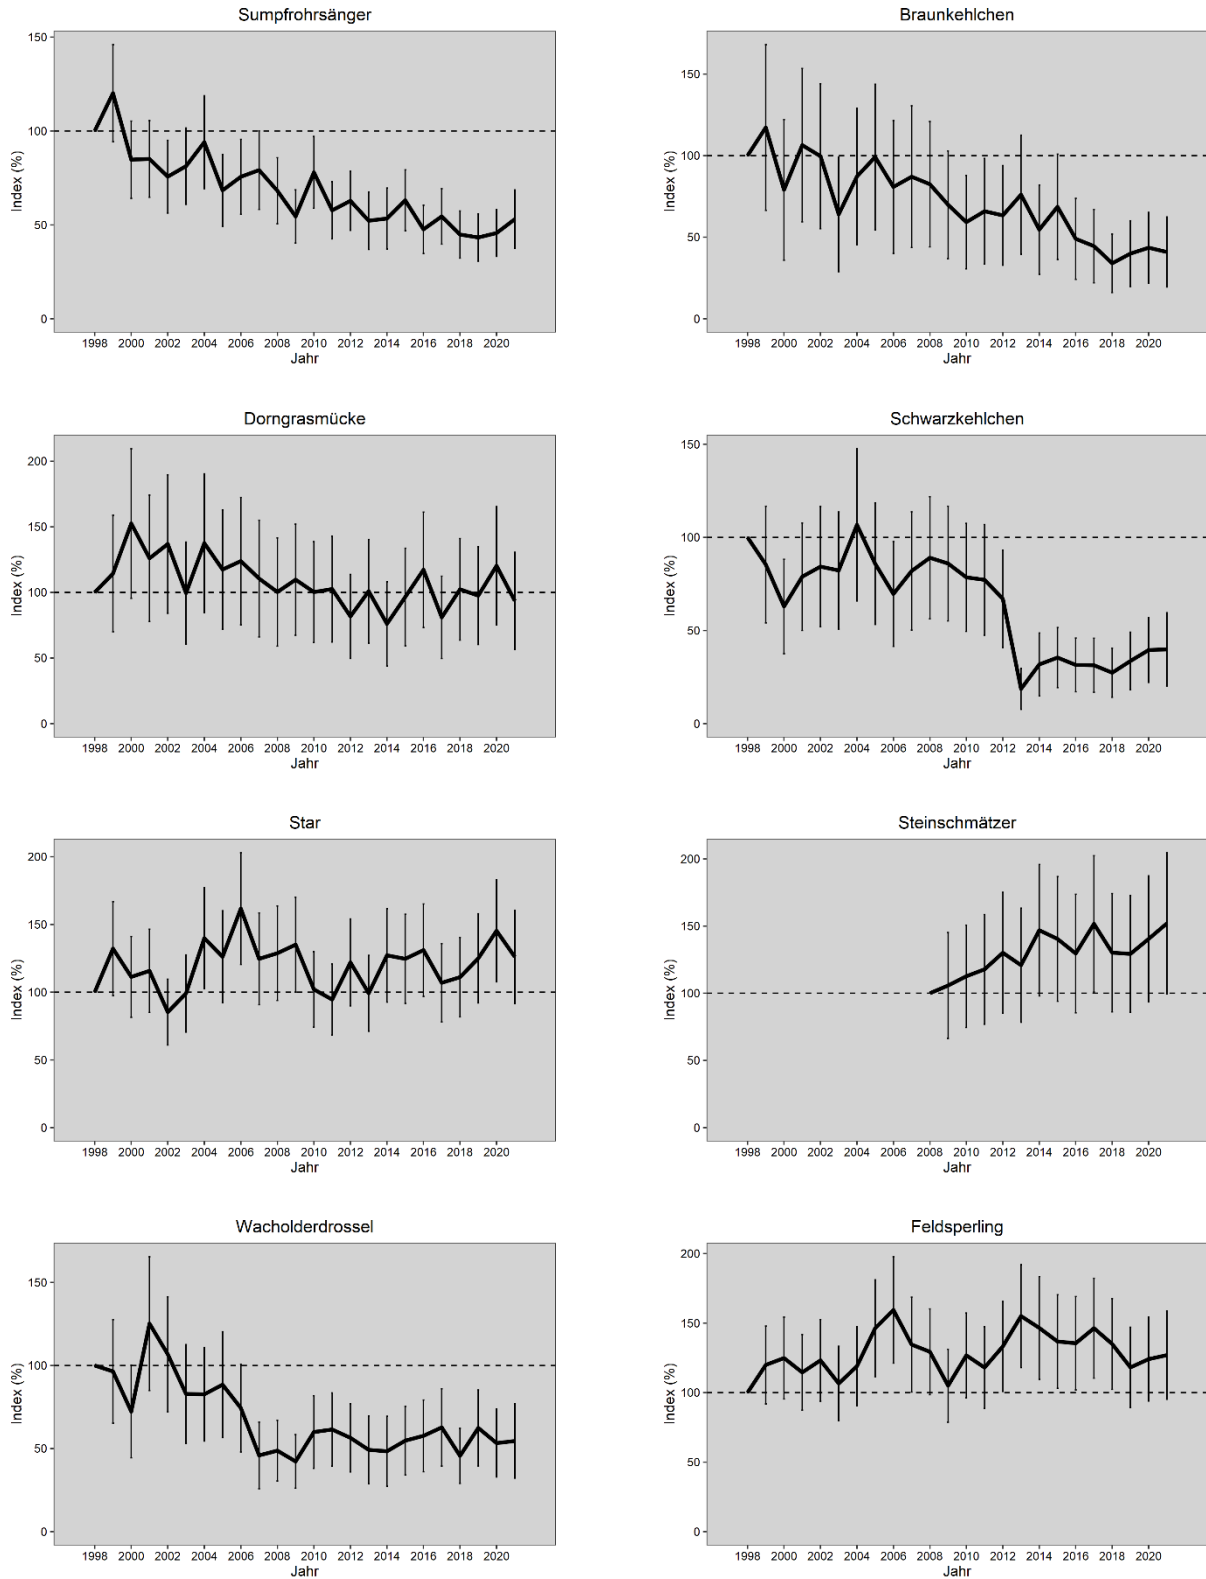 Sumpfrohrsänger
150
100
50
0
Index (%)
1998 2000 2002 2004 2006 2008 2010 2012 2014 2016 2018 2020
Jahr
Braunkehlchen
150
100
50
0
Index (%)
1998 2000 2002 2004 2006 2008 2010 2012 2014 2016 2018 2020
Jahr
Dorngrasmücke
200
150
100
50
0
Index (%)
1998 2000 2002 2004 2006 2008 2010 2012 2014 2016 2018 2020
Jahr
Schwarzkehlchen
150
100
50
0
Index (%)
1998 2000 2002 2004 2006 2008 2010 2012 2014 2016 2018 2020
Jahr
Star
200
150
100
50
0
Index (%)
1998 2000 2002 2004 2006 2008 2010 2012 2014 2016 2018 2020
Jahr
Steinschmätzer
200
150
100
50
0
Index (%)
1998 2000 2002 2004 2006 2008 2010 2012 2014 2016 2018 2020
Jahr
Wacholderdrossel
150
100
50
0
Index (%)
1998 2000 2002 2004 2006 2008 2010 2012 2014 2016 2018 2020
Jahr
Feldsperling
200
150
100
50
0
Index (%)
1998 2000 2002 2004 2006 2008 2010 2012 2014 2016 2018 2020
Jahr